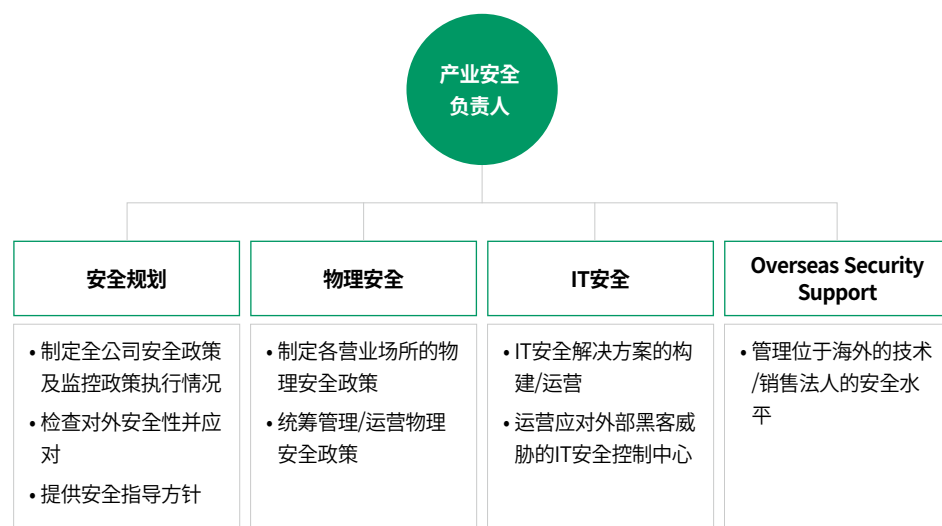 产业安全
负责人
安全规划
• 制定全公司安全政策
及监控政策执行情况
• 检查对外安全性并应
对
• 提供安全指导方针
物理安全
• 制定各营业场所的物
理安全政策
• 统筹管理/运营物理
安全政策
IT安全
• IT安全解决方案的构
建/运营
• 运营应对外部黑客威
胁的IT安全控制中心
Overseas Security
Support
• 管理位于海外的技术
/销售法人的安全水
平